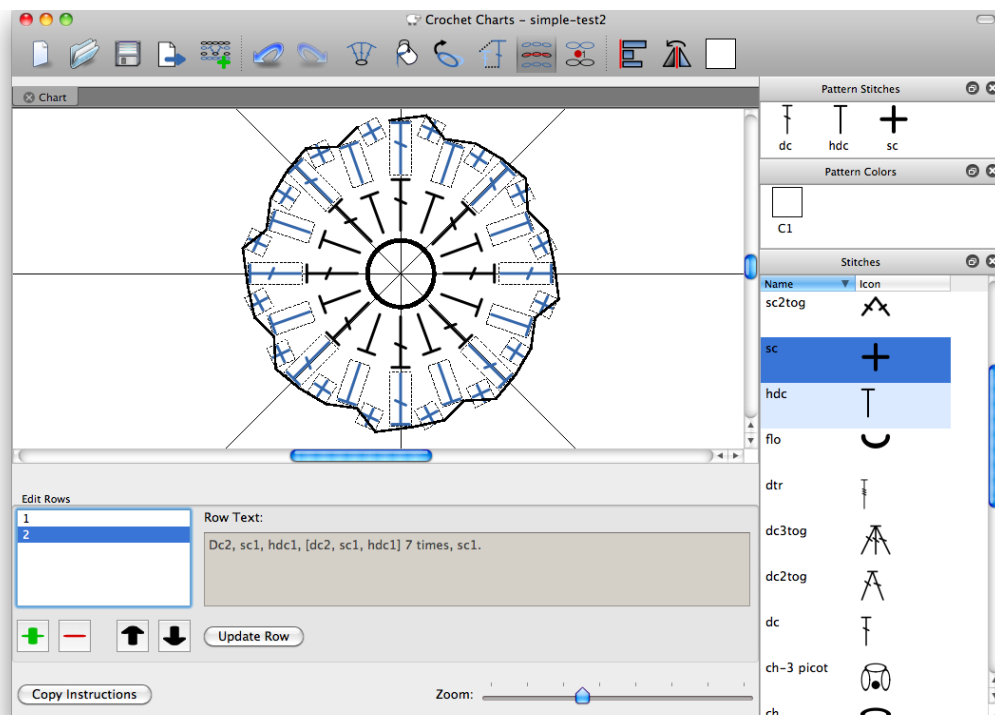 Crochet Charts - simple-test2
Chart
Pattern Stitches
dc hdc sc
Pattern Colors
C1
Stitches
Name Icon
sc2tog
sc
hdc
flo
dtr
dc3tog
dc2tog
dc
ch-3 picot
ch
Edit Rows
1
2
Row Text:
Dc2, sc1, hdc1, [dc2, sc1, hdc1] 7 times, sc1.
Update Row
Copy Instructions
Zoom: